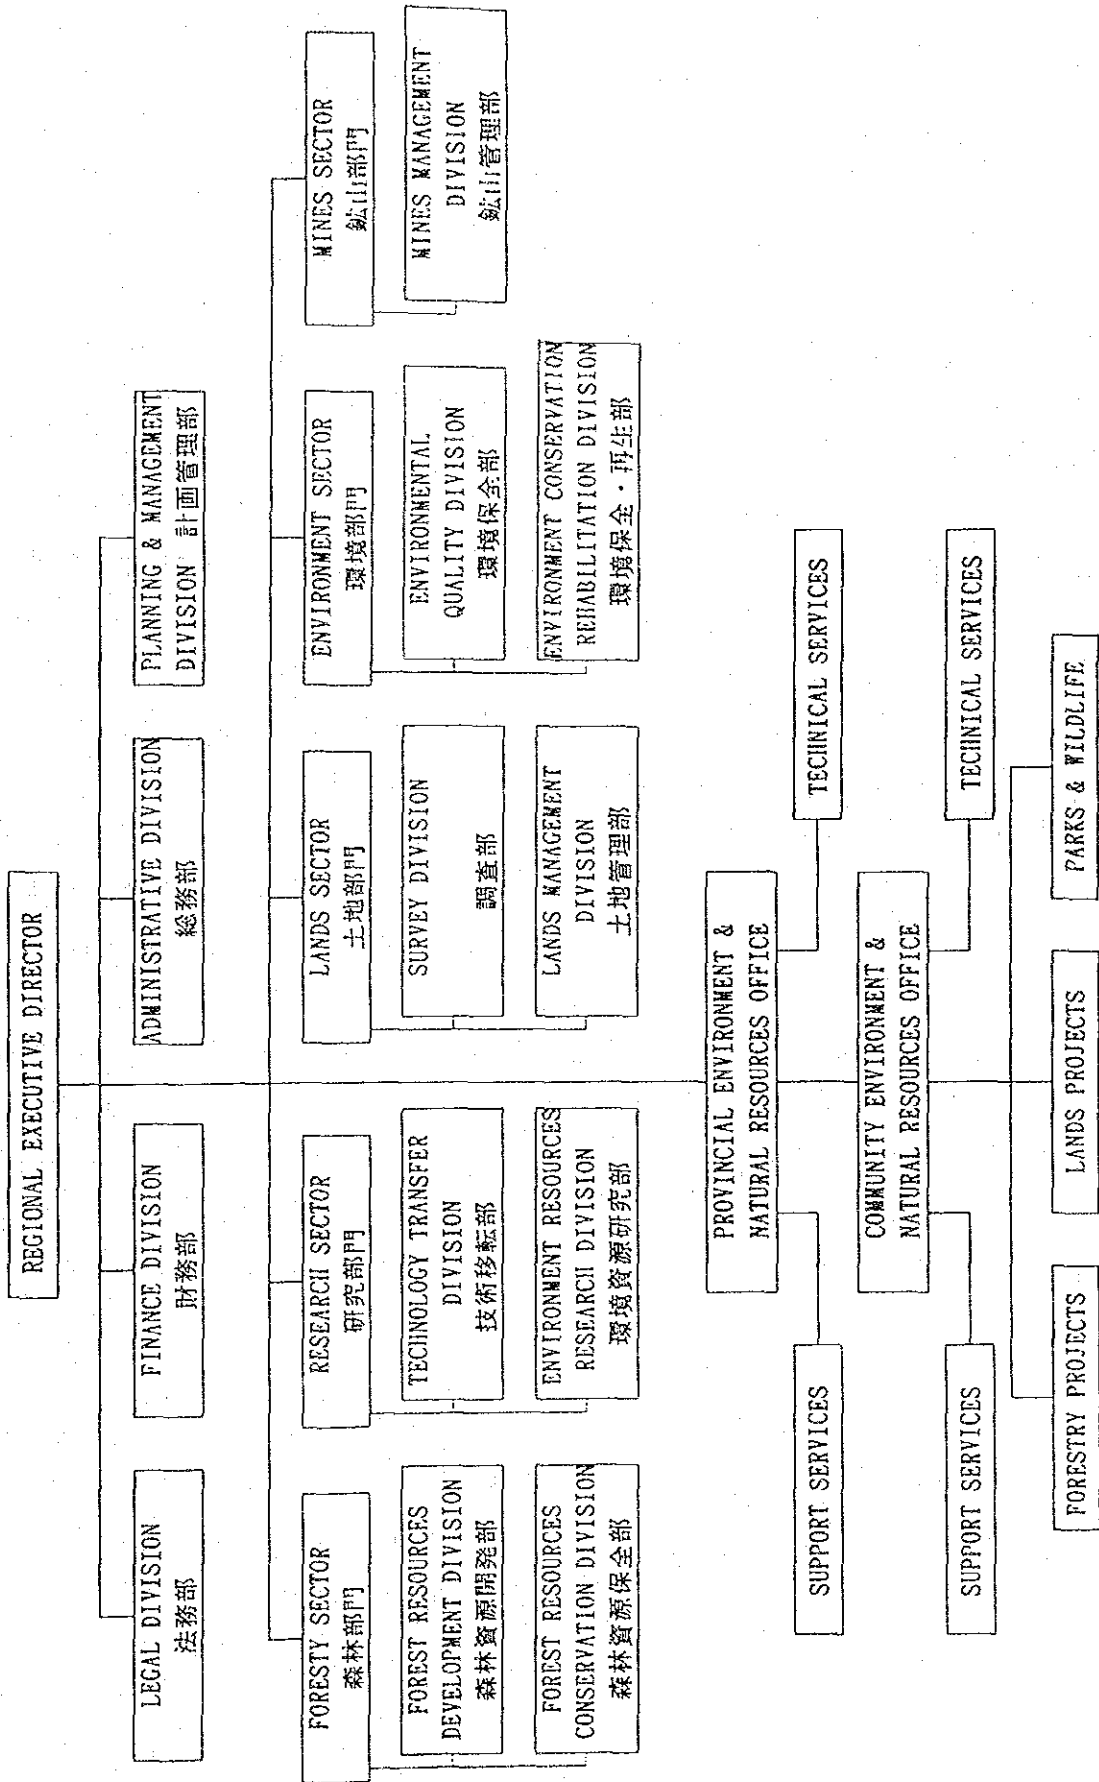 REGIONAL EXECUTIVE DIRECTOR
LEGAL DIVISION
法務部
FINANCE DIVISION
財務部
ADMINISTRATIVE DIVISION
総務部
PLANNING & MANAGEMENT
DIVISION 計画管理部
FORESTY SECTOR
森林部門
RESEARCH SECTOR
研究部門
LANDS SECTOR
土地部門
ENVIRONMENT SECTOR
環境部門
MINES SECTOR
鉱山部門
FOREST RESOURCES
DEVELOPMENT DIVISION
森林資源開発部
TECHNOLOGY TRANSFER
DIVISION
技術移転部
SURVEY DIVISION
調査部
ENVIRONMENTAL
QUALITY DIVISION
環境保全部
MINES MANAGEMENT
DIVISION
鉱山管理部
FOREST RESOURCES
CONSERVATION DIVISION
森林資源保全部
ENVIRONMENT RESOURCES
RESEARCH DIVISION
環境資源研究部
LANDS MANAGEMENT
DIVISION
土地管理部
ENVIRONMENT CONSERVATION
REHABILITATION DIVISION
環境保全・再生部
PROVINCIAL ENVIRONMENT &
NATURAL RESOURCES OFFICE
SUPPORT SERVICES
TECHNICAL SERVICES
COMMUNITY ENVIRONMENT &
NATURAL RESOURCES OFFICE
SUPPORT SERVICES
TECHNICAL SERVICES
FORESTRY PROJECTS
LANDS PROJECTS
PARKS & WILDLIFE